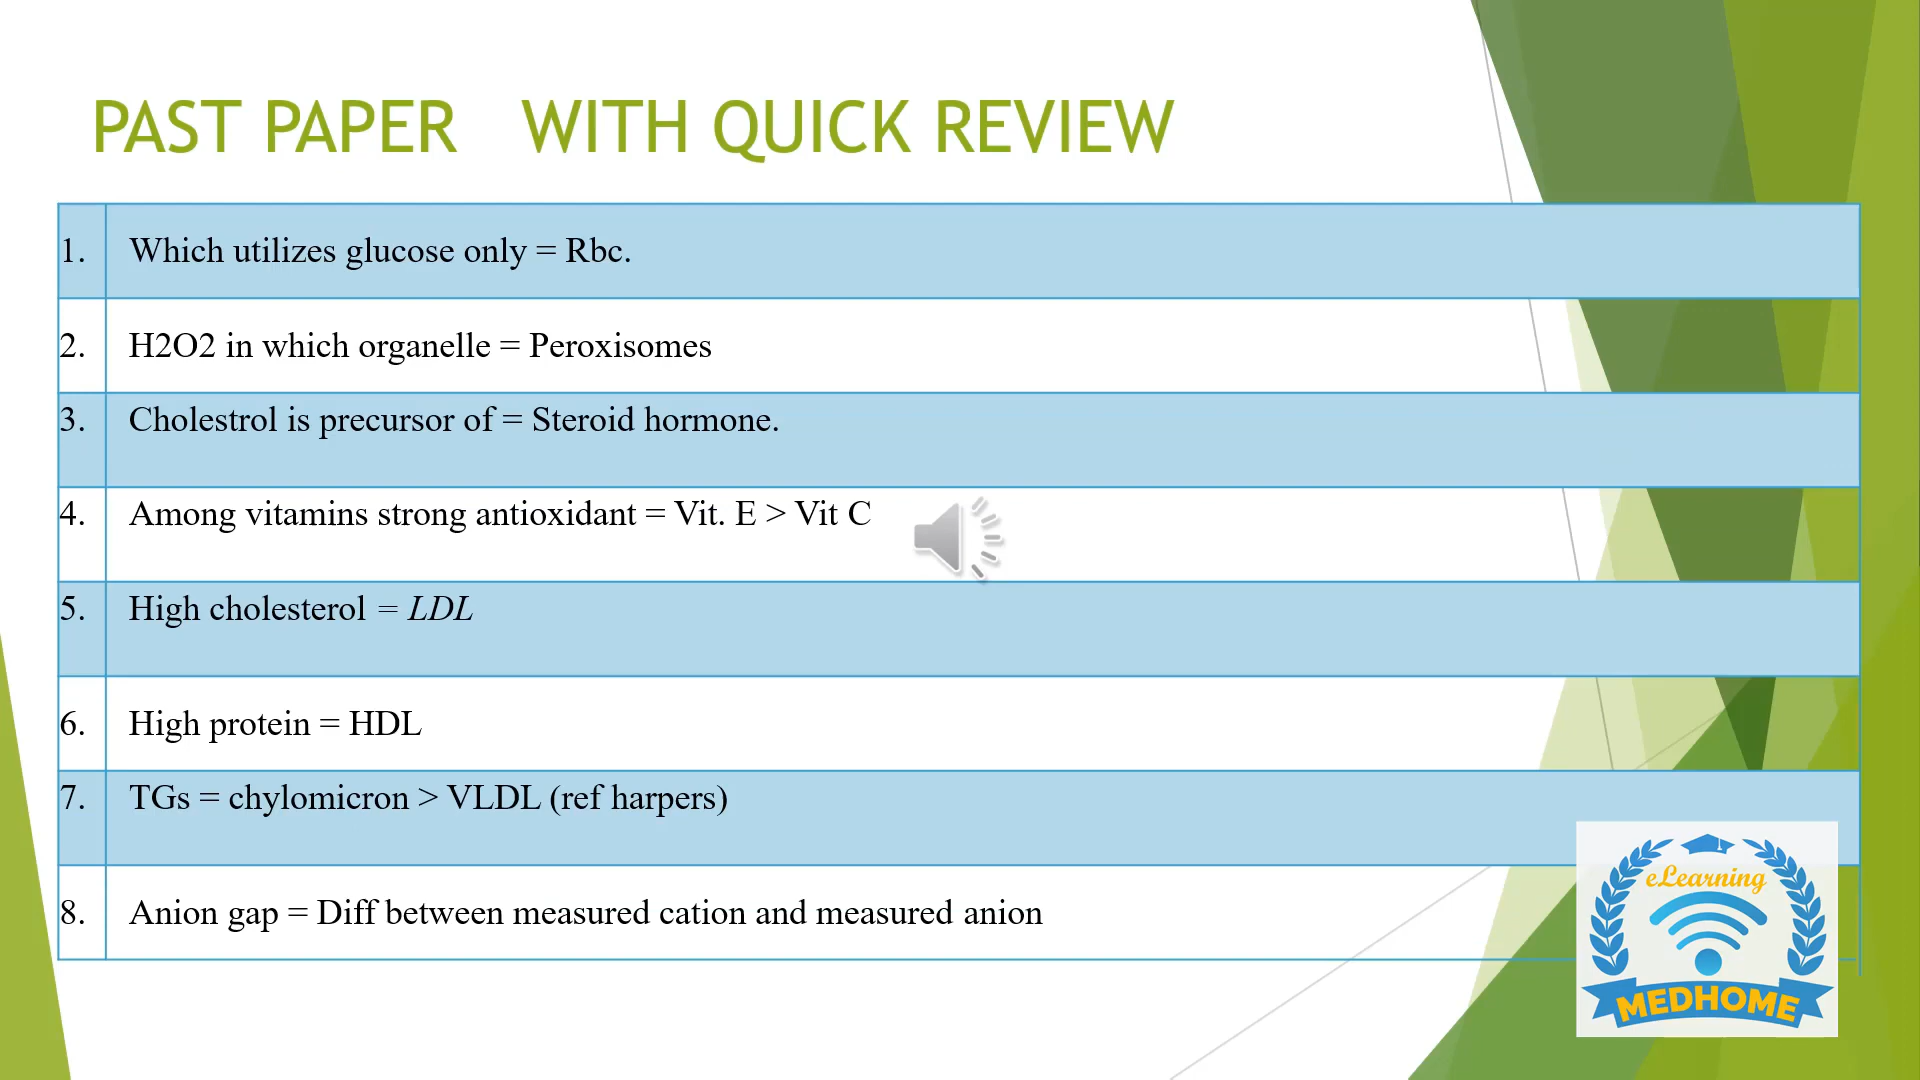 PAST PAPER WITH QUICK REVIEW
1. Which utilizes glucose only = Rbc.
2. H2O2 in which organelle = Peroxisomes
3. Cholestrol is precursor of = Steroid hormone.
4. Among vitamins strong antioxidant = Vit. E > Vit C
5. High cholesterol = LDL
6. High protein = HDL
7. TGs = chylomicron > VLDL (ref harpers)
8. Anion gap = Diff between measured cation and measured anion
eLearning
MEDHOME